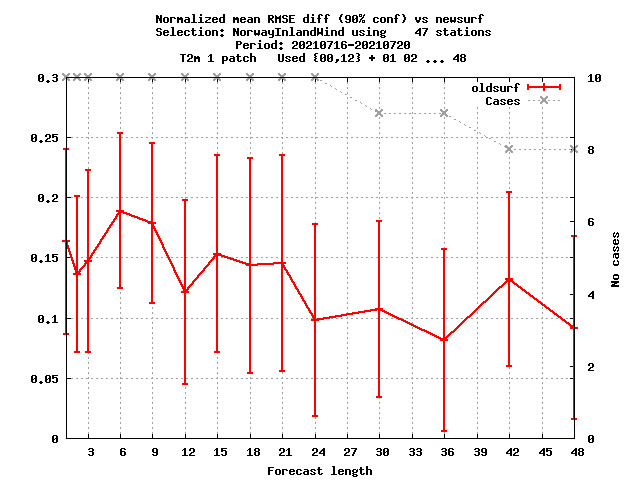 Normalized mean RMSE diff (90% conf) vs newsurf
Selection: NorwayInlandWind using    47 stations
Period: 20210716-20210720
T2m 1 patch   Used {00,12} + 01 02 ... 48
oldsurf
Cases
0.3
0.25
0.2
0.15
0.1
0.05
0
10
8
6
4
2
0
No cases
3 6 9 12 15 18 21 24 27 30 33 36 39 42 45 48
Forecast length